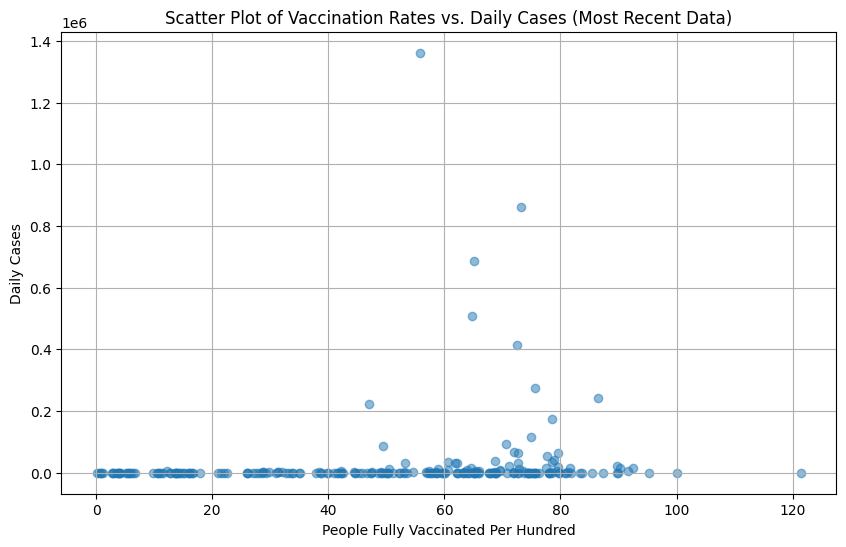 Scatter Plot of Vaccination Rates vs. Daily Cases (Most Recent Data)
1e6
1.4
1.2
1.0
0.8
0.6
0.4
0.2
0.0
Daily Cases
0 20 40 60 80 100 120
People Fully Vaccinated Per Hundred